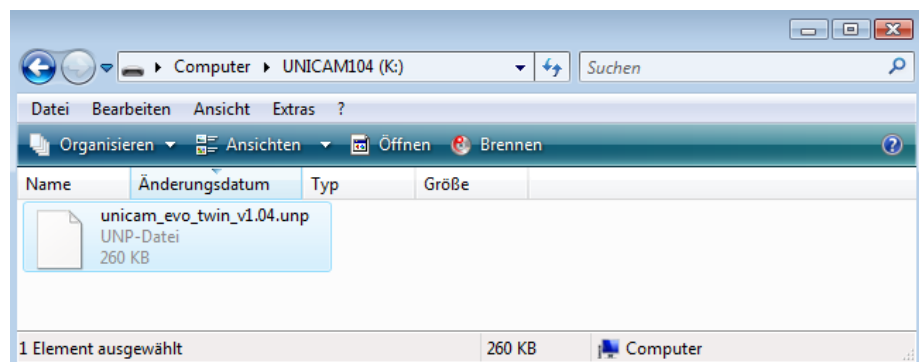 Computer ▸ UNICAM104 (K:) Suchen
Datei Bearbeiten Ansicht Extras ?
Organisieren Ansichten Öffnen Brennen ?
Name Änderungsdatum Typ Größe
unicam_evo_twin_v1.04.unp
UNP-Datei
260 KB
1 Element ausgewählt 260 KB Computer